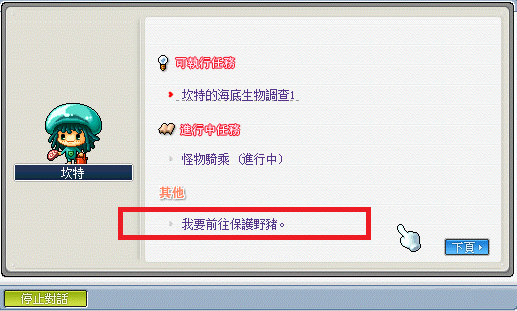 可執行任務
坎特的海底生物調查1
進行中任務
怪物騎乘 (進行中)
坎特
其他
我要前往保護野豬。
下頁
停止對話